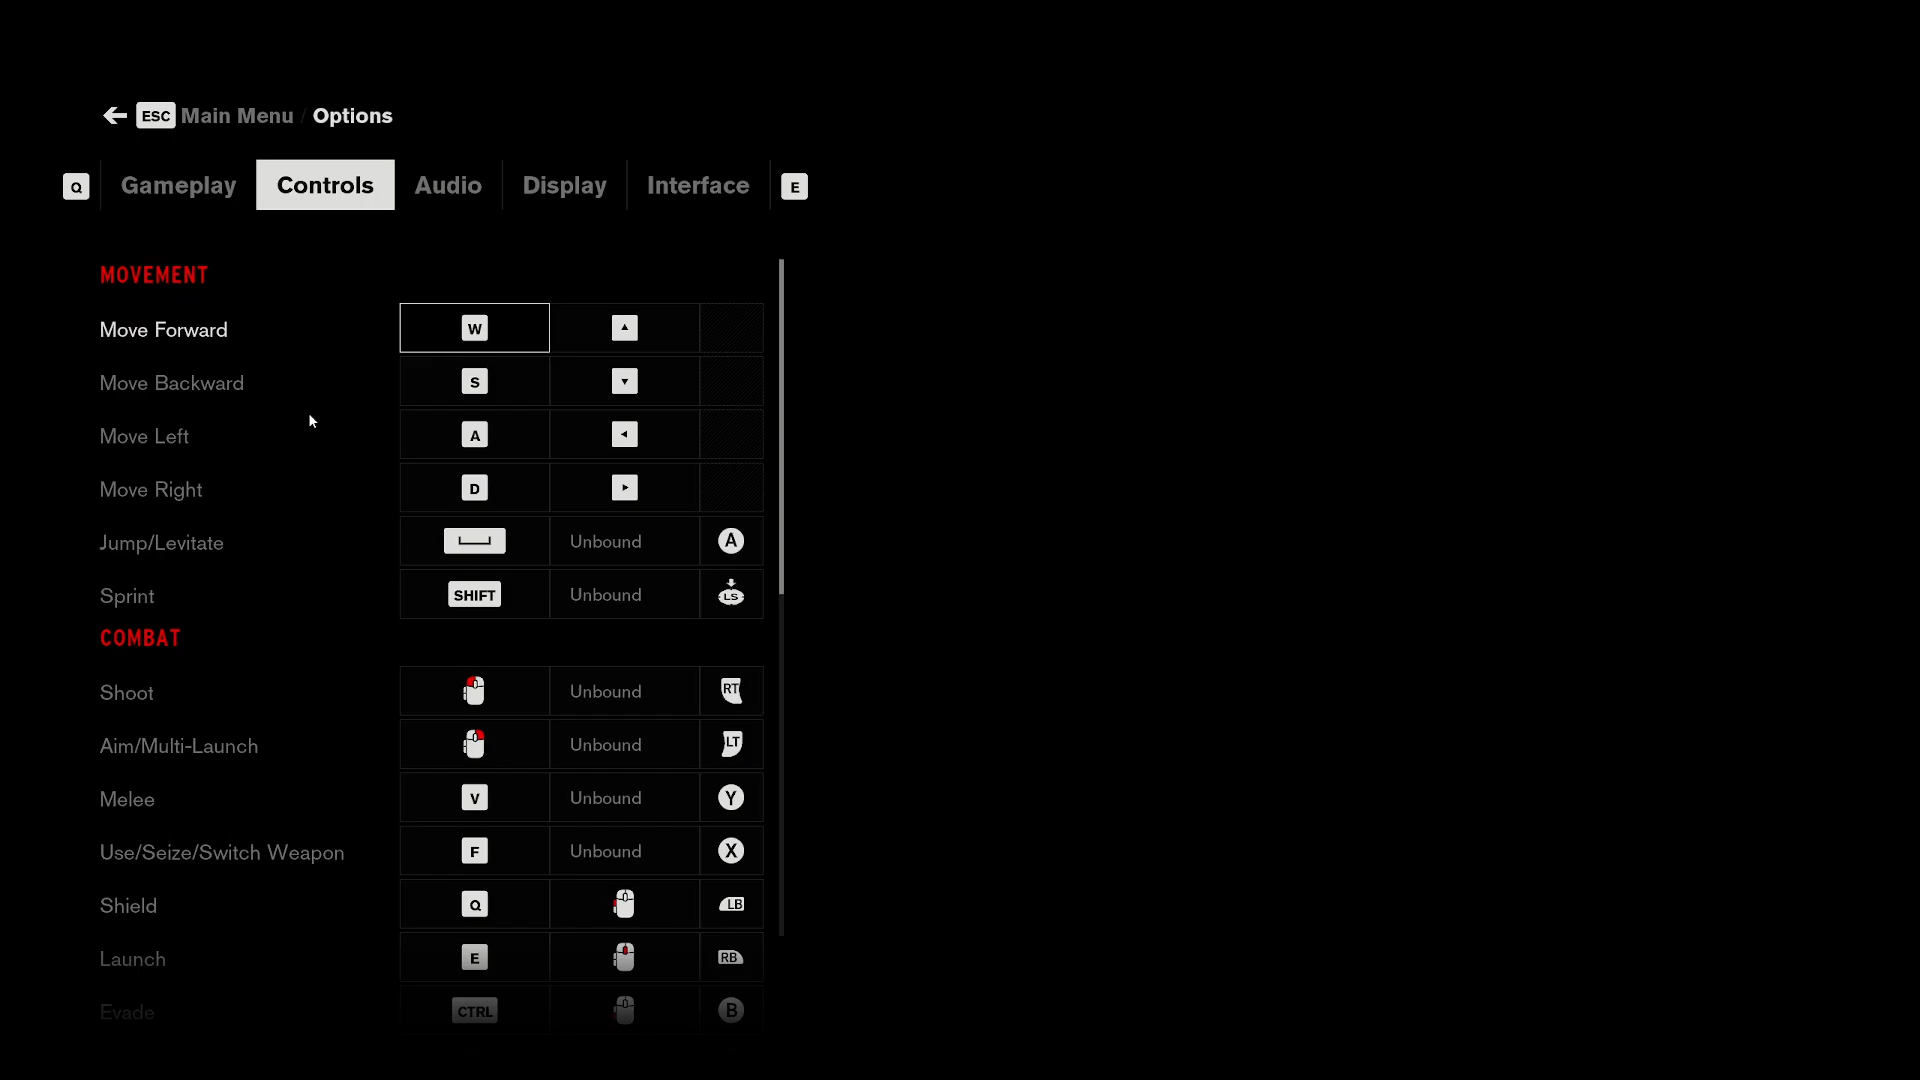 ESC Main Menu / Options
Q Gameplay Controls Audio Display Interface E
MOVEMENT
Move Forward W
Move Backward S
Move Left A
Move Right D
Jump/Levitate Unbound A
Sprint SHIFT Unbound LS
COMBAT
Shoot Unbound RT
Aim/Multi-Launch Unbound LT
Melee V Unbound Y
Use/Seize/Switch Weapon F Unbound X
Shield Q LB
Launch E RB
Evade CTRL B